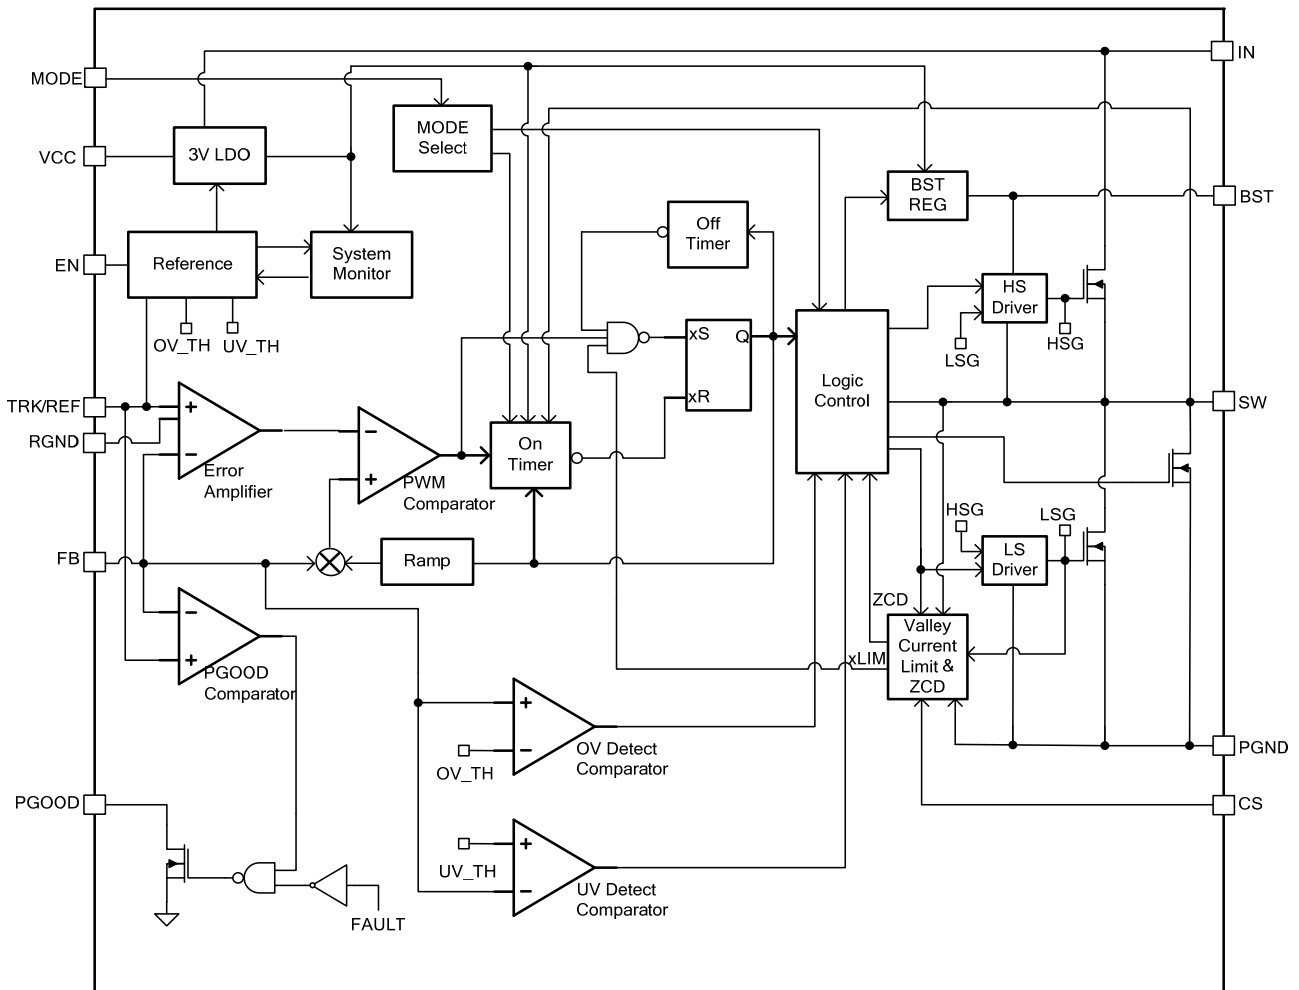 IN
MODE
MODE
Select
VCC
3V LDO
BST
REG
BST
Off
Timer
EN
Reference
System
Monitor
HS
Driver
OV_TH
UV_TH
xS
Q
LSG
HSG
Logic
Control
TRK/REF
+
xR
SW
RGND
−
−
Error
Amplifier
+
PWM
Comparator
On
Timer
HSG
LSG
FB
Ramp
LS
Driver
ZCD
−
+
PGOOD
Comparator
xLIM
Valley
Current
Limit &
ZCD
+
−
OV_TH
OV Detect
Comparator
PGND
PGOOD
CS
+
UV_TH
−
UV Detect
Comparator
FAULT